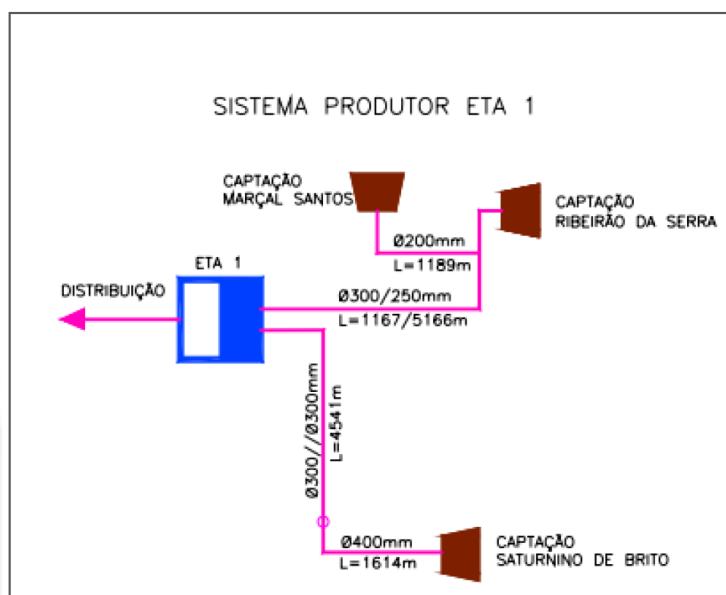 SISTEMA PRODUTOR ETA 1
CAPTAÇÃO
MARÇAL SANTOS
CAPTAÇÃO
RIBEIRÃO DA SERRA
Ø200mm
L=1189m
ETA 1
DISTRIBUIÇÃO
Ø300/250mm
L=1167/5166m
Ø300//Ø300mm
L=4541m
Ø400mm
L=1614m
CAPTAÇÃO
SATURNINO DE BRITO